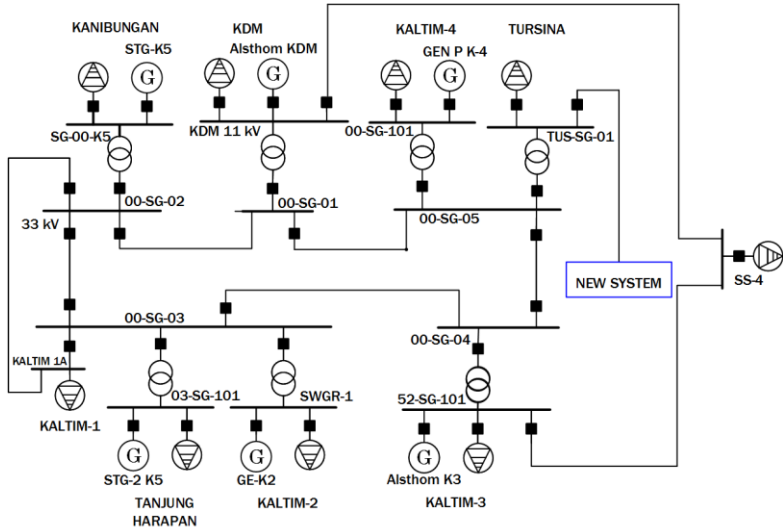 KANIBUNGAN
KDM
KALTIM-4
TURSINA
STG-K5
Alsthom KDM
GEN P K-4
G
G
G
SG-00-K5
KDM 11 kV
00-SG-101
TUS-SG-01
00-SG-02
00-SG-01
00-SG-05
33 kV
NEW SYSTEM
SS-4
00-SG-03
00-SG-04
KALTIM 1A
03-SG-101
SWGR-1
52-SG-101
KALTIM-1
G
G
G
STG-2 K5
GE-K2
Alsthom K3
TANJUNG
HARAPAN
KALTIM-2
KALTIM-3